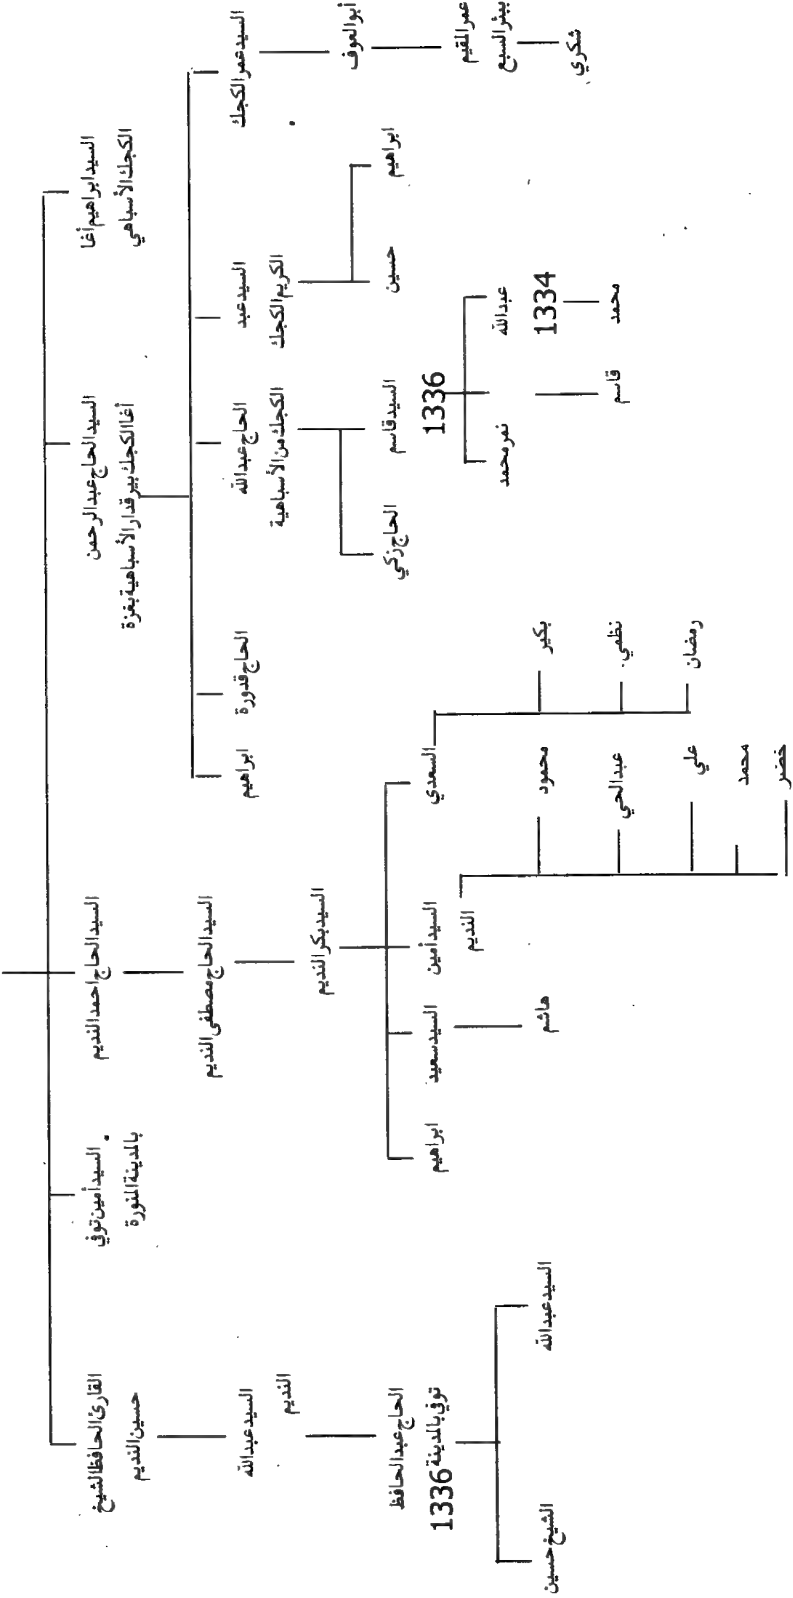 السيد ابراهيم أغا
الكجك الأسباهي
السيد الحاج عبد الرحمن
أغا الكجك بيرقدار الأسباهية بغزة
السيد الحاج احمد النديم
السيد أمين توفي
بالمدينة المنورة
القارئ الحافظ الشيخ
حسين النديم
السيد عمر الكجك
السيد عبد
الكريم الكجك
الحاج عبد الله
الكجك من الأسباهية
الحاج قدورة
ابراهيم
السيد الحاج مصطفى النديم
السيد عبد الله
النديم
أبو العوف
ابراهيم
حسين
السيد قاسم
1336
الحاج زكي
السيد بكر النديم
الحاج عبد الحافظ
توفي بالمدينة 1336
عمر المقيم
ببئر السبع
شكري
عبد الله
1334
نمر محمد
محمد
قاسم
السعدي
السيد أمين
السيد سعيد
ابراهيم
بكير
نظمي
رمضان
النديم
محمود
عبد الحي
علي
محمد
خضر
هاشم
السيد عبد الله
الشيخ حسين